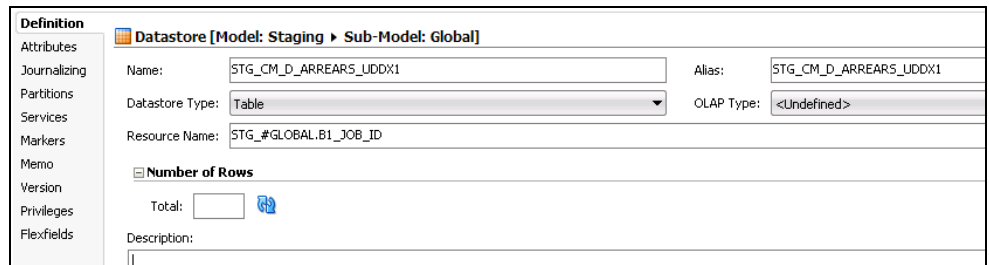 Definition
Attributes
Journalizing
Partitions
Services
Markers
Memo
Version
Privileges
Flexfields
Datastore [Model: Staging ▸ Sub-Model: Global]
Name: STG_CM_D_ARREARS_UDDX1 Alias: STG_CM_D_ARREARS_UDDX1
Datastore Type: Table OLAP Type: <Undefined>
Resource Name: STG_#GLOBAL.B1_JOB_ID
Number of Rows
Total:
Description: